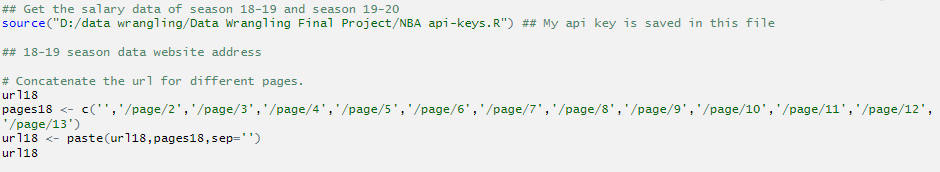 ## Get the salary data of season 18-19 and season 19-20
source("D:/data wrangling/Data Wrangling Final Project/NBA api-keys.R") ## My api key is saved in this file
## 18-19 season data website address
# Concatenate the url for different pages.
url18
pages18 <- c('','/page/2','/page/3','/page/4','/page/5','/page/6','/page/7','/page/8','/page/9','/page/10','/page/11','/page/12',
'/page/13')
url18 <- paste(url18,pages18,sep='')
url18